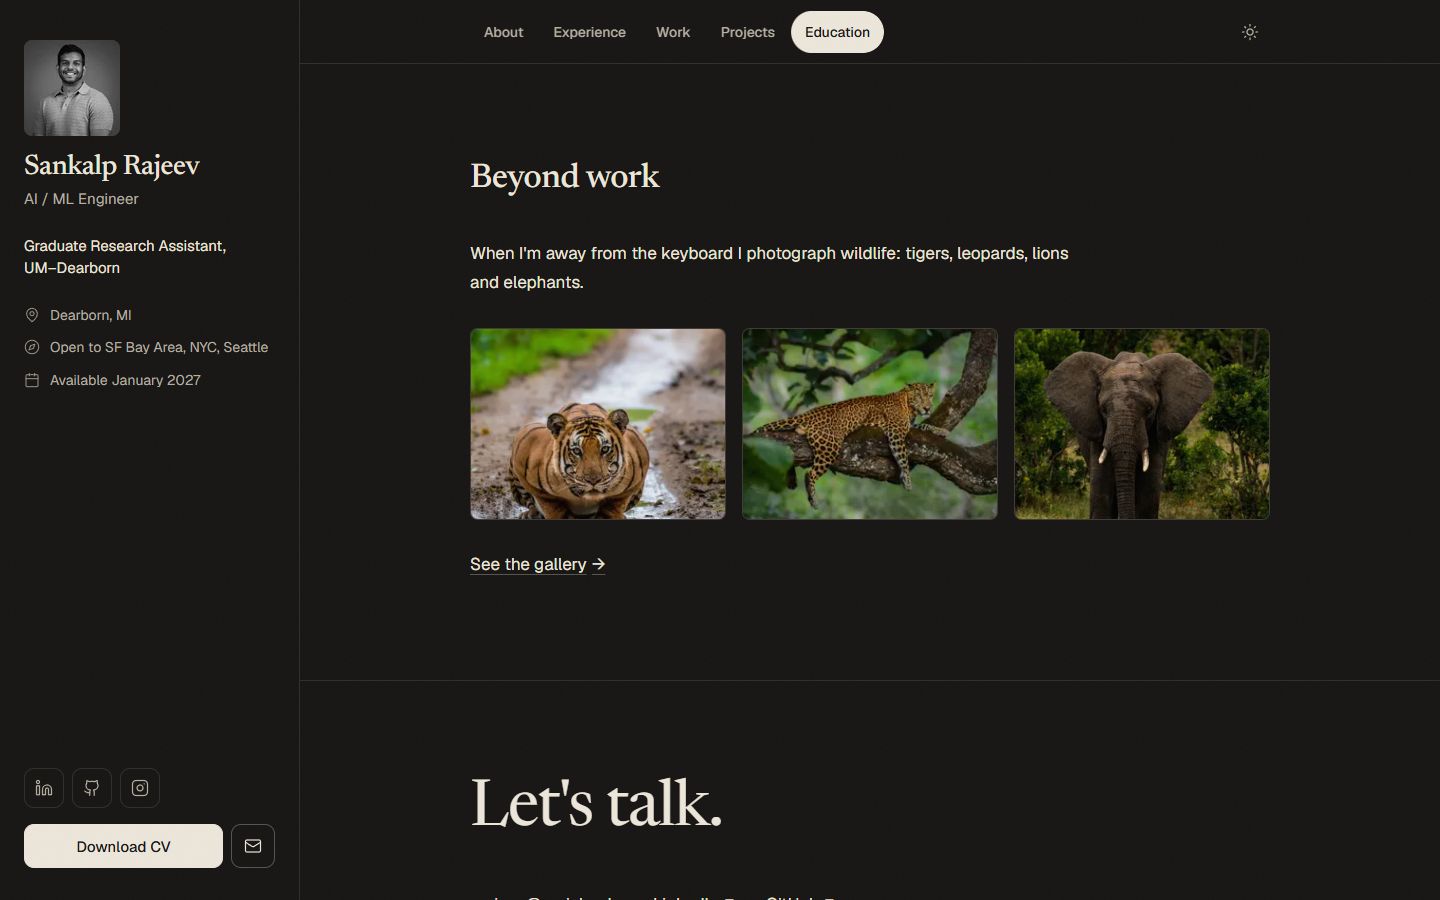 Sankalp Rajeev
AI / ML Engineer
Graduate Research Assistant,
UM–Dearborn
Dearborn, MI
Open to SF Bay Area, NYC, Seattle
Available January 2027
Download CV
About
Experience
Work
Projects
Education
Beyond work
When I'm away from the keyboard I photograph wildlife: tigers, leopards, lions
and elephants.
See the gallery →
Let's talk.